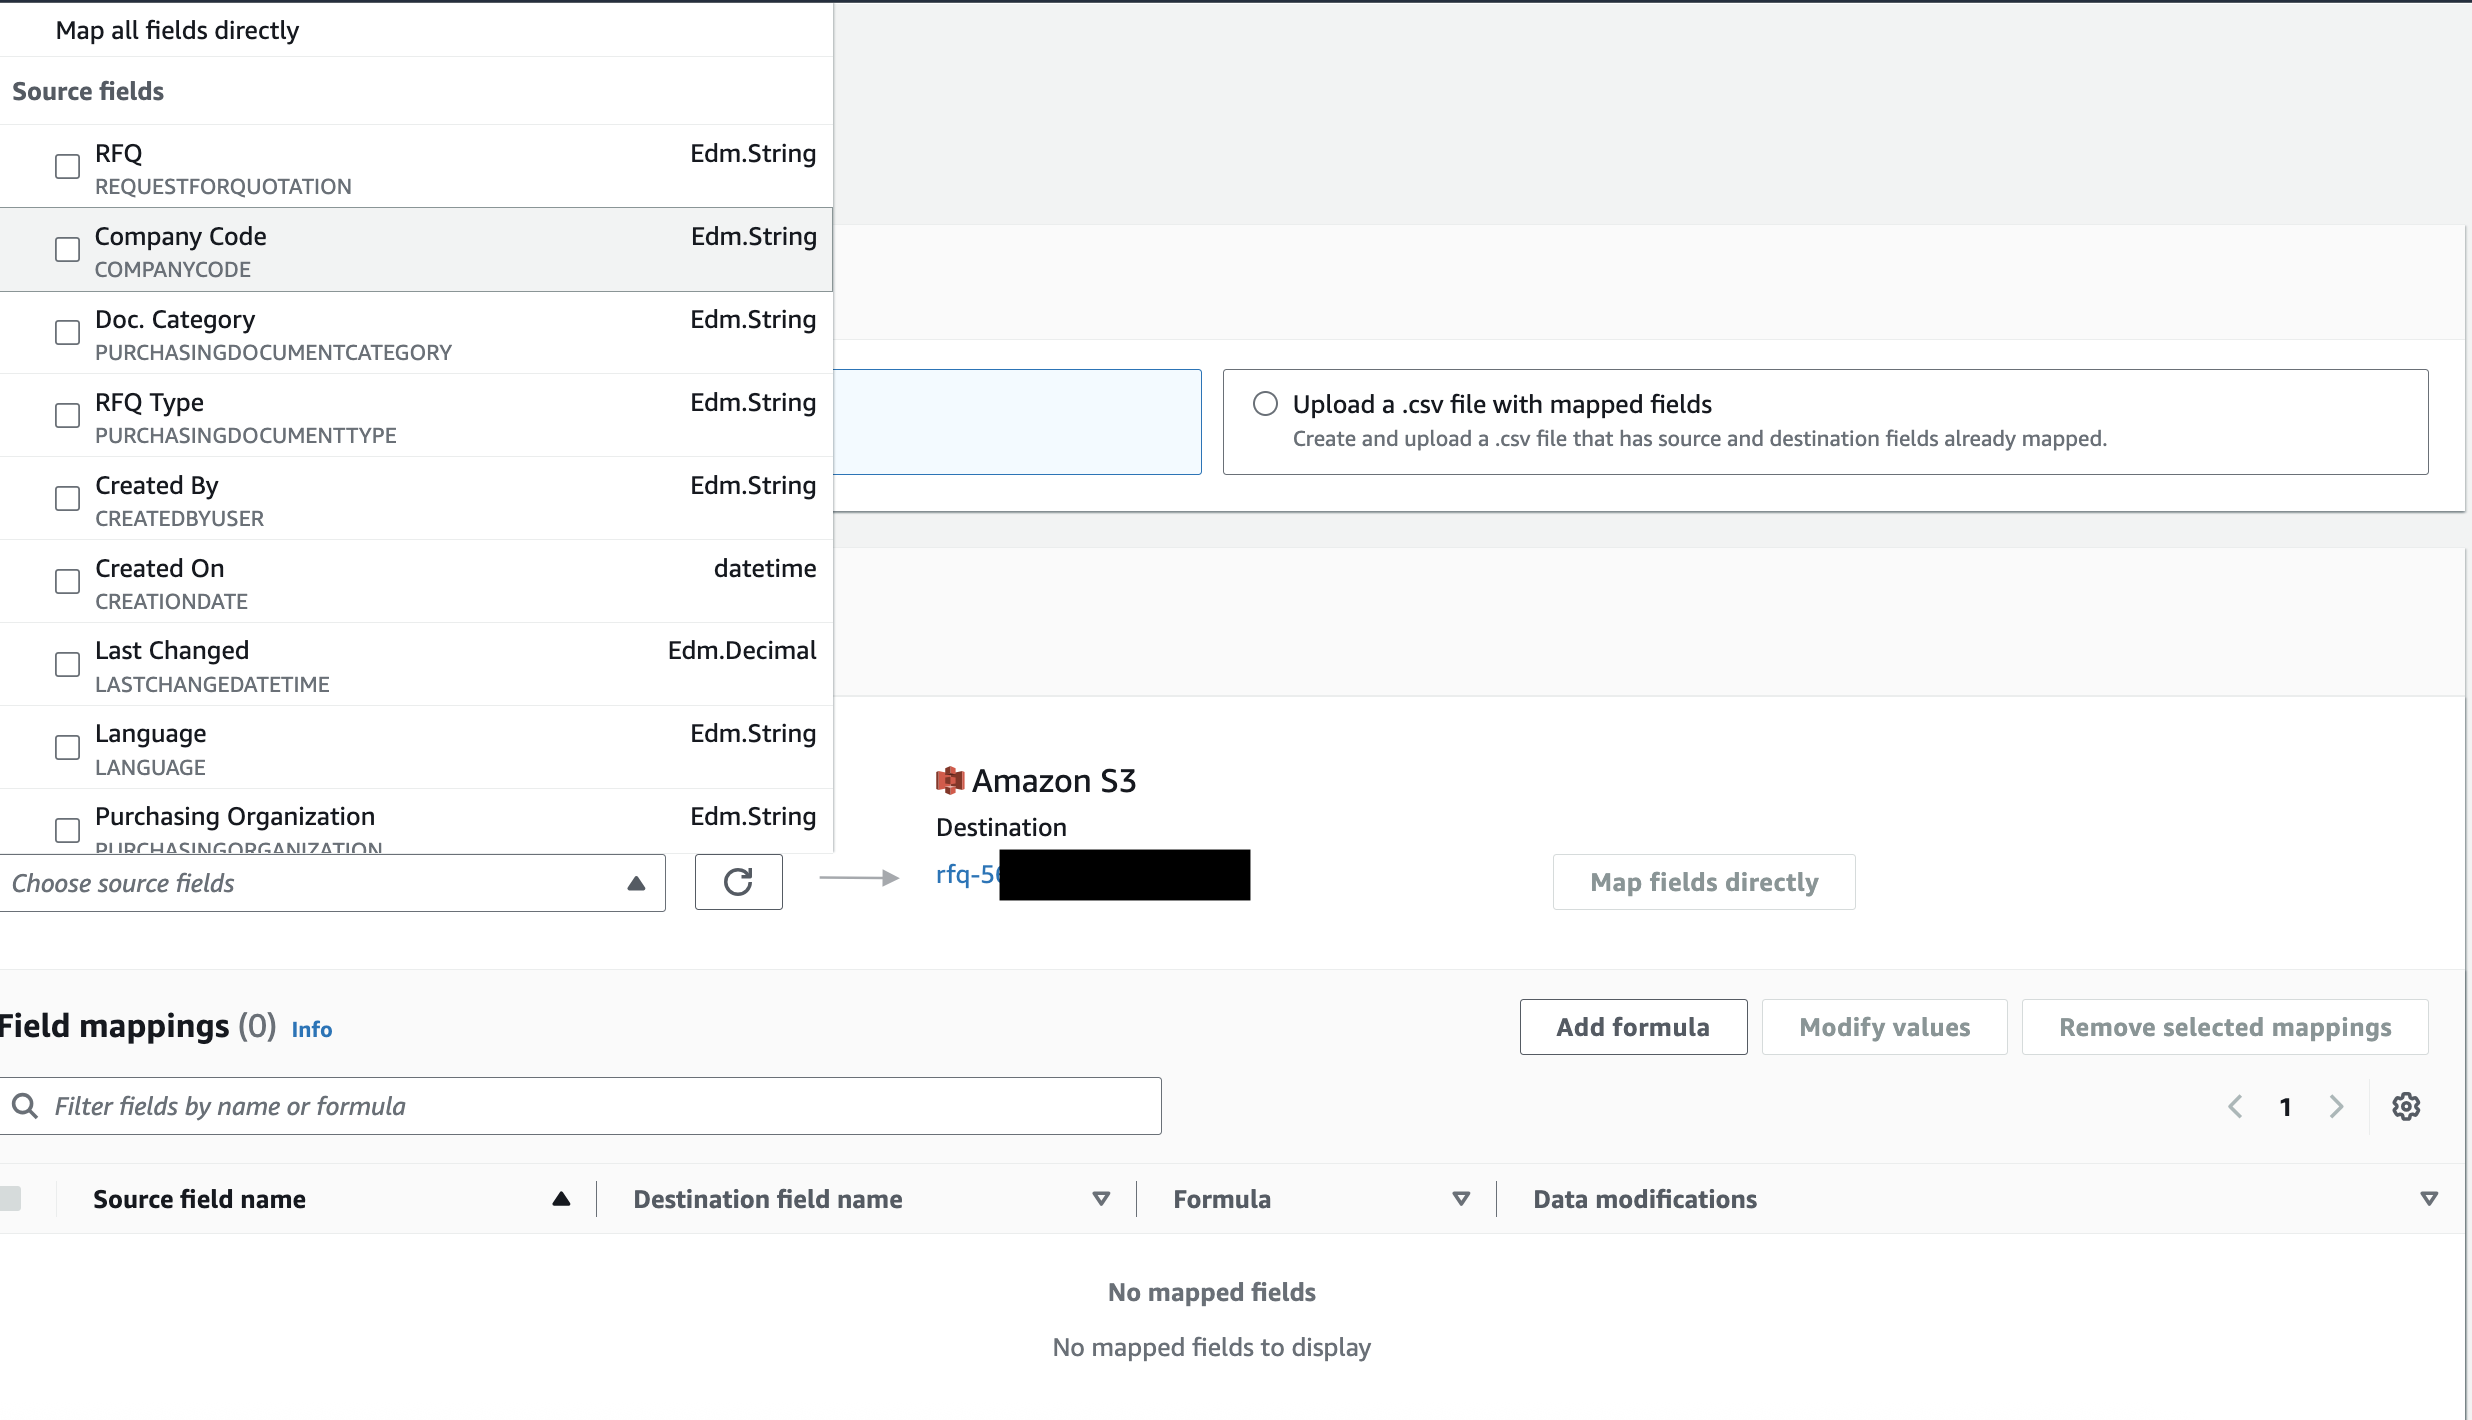 Map all fields directly
Source fields
RFQ Edm.String
REQUESTFORQUOTATION
Company Code Edm.String
COMPANYCODE
Doc. Category Edm.String
PURCHASINGDOCUMENTCATEGORY
RFQ Type Edm.String
PURCHASINGDOCUMENTTYPE
Created By Edm.String
CREATEDBYUSER
Created On datetime
CREATIONDATE
Last Changed Edm.Decimal
LASTCHANGEDATETIME
Language Edm.String
LANGUAGE
Purchasing Organization Edm.String
PURCHASINGORGANIZATION
Choose source fields
Upload a .csv file with mapped fields
Create and upload a .csv file that has source and destination fields already mapped.
Amazon S3
Destination
rfq-56
Map fields directly
Field mappings (0) Info
Add formula Modify values Remove selected mappings
Filter fields by name or formula
1
Source field name Destination field name Formula Data modifications
No mapped fields
No mapped fields to display